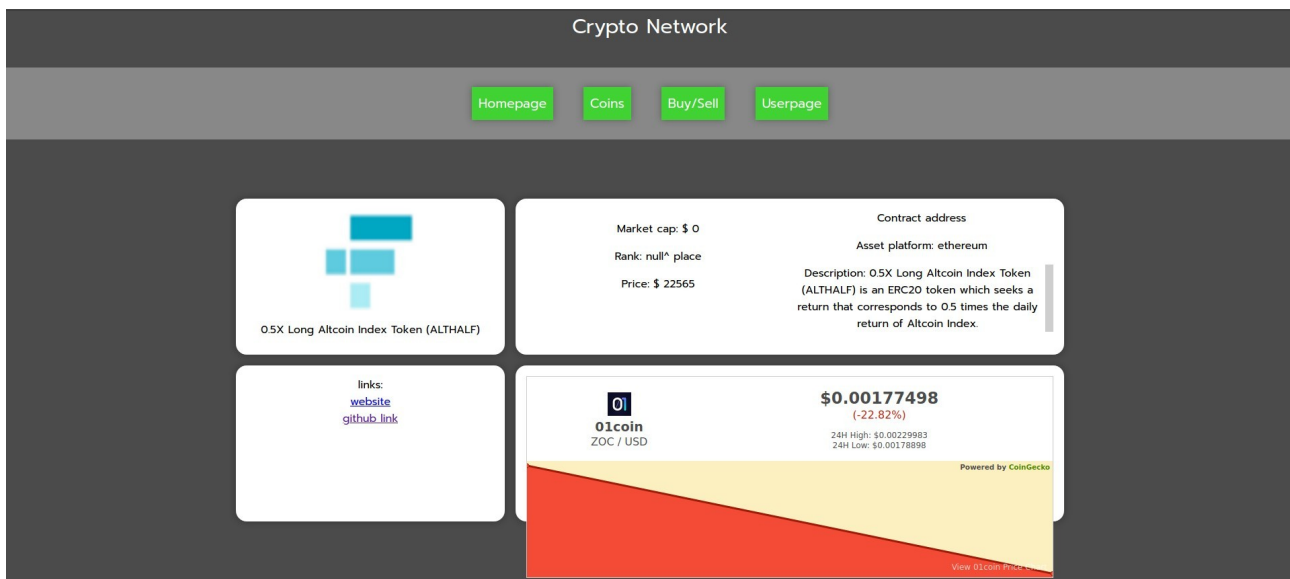 Crypto Network
Homepage
Coins
Buy/Sell
Userpage
0.5X Long Altcoin Index Token (ALTHALF)
Market cap: $ 0
Rank: null^ place
Price: $ 22565
Contract address
Asset platform: ethereum
Description: 0.5X Long Altcoin Index Token
(ALTHALF) is an ERC20 token which seeks a
return that corresponds to 0.5 times the daily
return of Altcoin Index.
links:
website
github link
01
01coin
ZOC / USD
$0.00177498
(-22.82%)
24H High: $0.00229983
24H Low: $0.00178898
Powered by CoinGecko
View 01coin Price